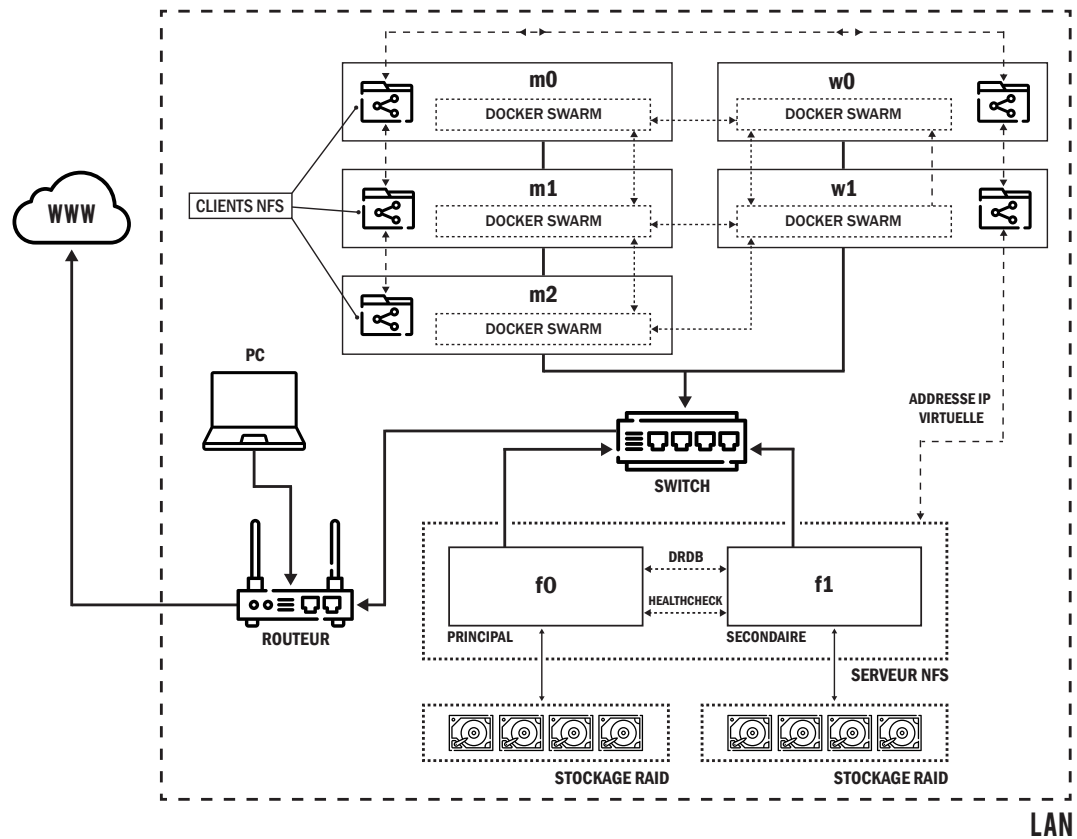 m0
DOCKER SWARM
w0
DOCKER SWARM
CLIENTS NFS
m1
DOCKER SWARM
w1
DOCKER SWARM
WWW
m2
DOCKER SWARM
PC
ADDRESSE IP
VIRTUELLE
SWITCH
f0
DRDB
HEALTHCHECK
f1
PRINCIPAL
SECONDAIRE
ROUTEUR
SERVEUR NFS
STOCKAGE RAID
STOCKAGE RAID
LAN